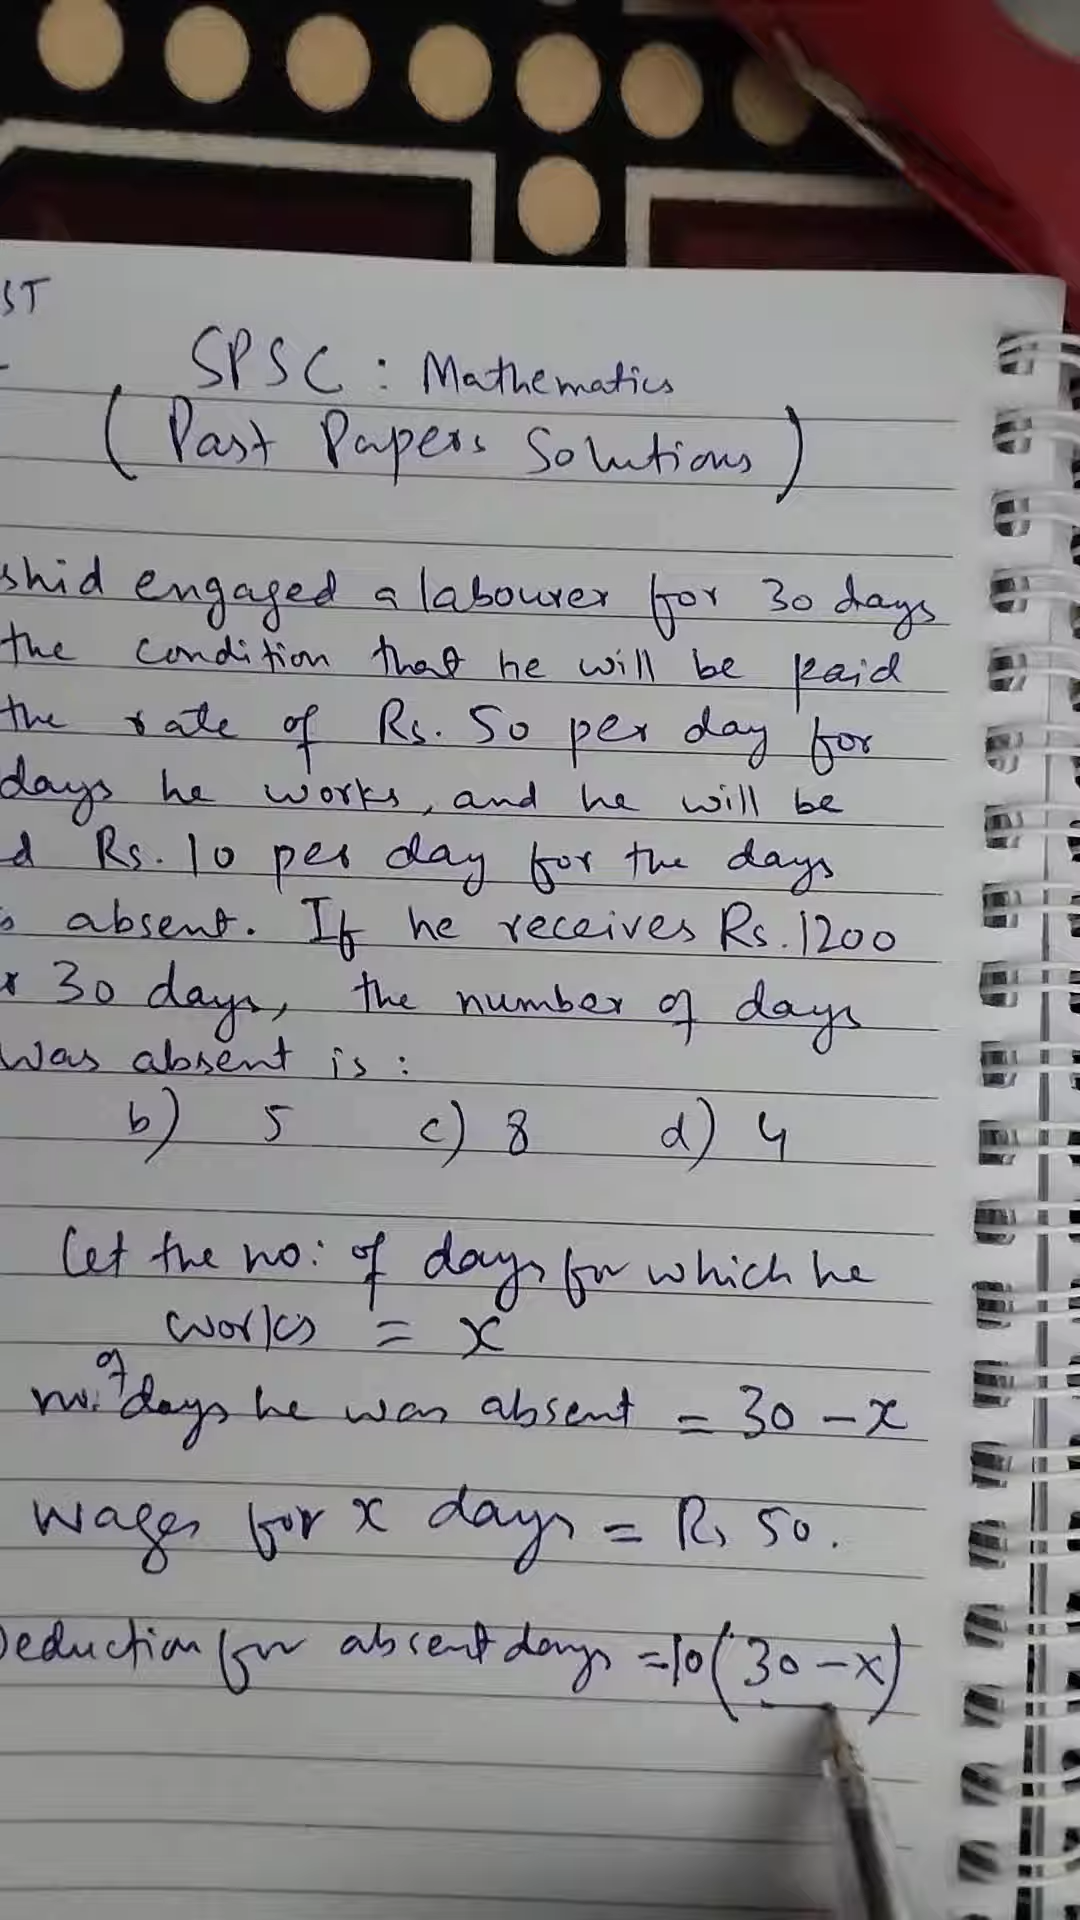 ST
SPSC : Mathematics
(Past Papers Solutions)
shid engaged a labourer for 30 days
the condition that he will be paid
the rate of Rs. 50 per day for
days he works, and he will be
d Rs. 10 per day for the days
s absent. If he receives Rs. 1200
r 30 days, the number of days
was absent is :
b) 5 c) 8 d) 4
Let the no: of days for which he
works = x
no. of days he was absent = 30 - x
Wages for x days = Rs 50.
Deduction for absent days = 10(30 - x)